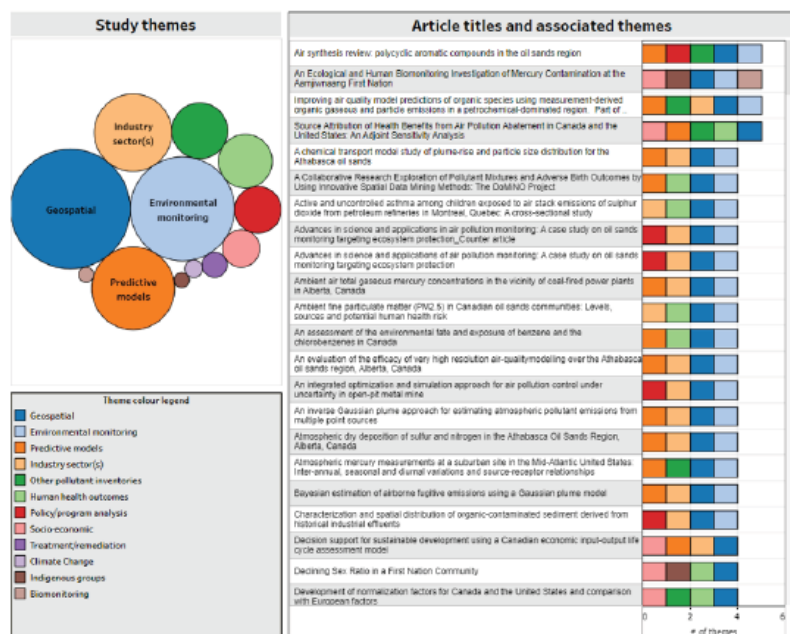 Study themes
Industry
sector(s)
Geospatial
Environmental
monitoring
Predictive
models
Theme colour legend
Geospatial
Environmental monitoring
Predictive models
Industry sector(s)
Other pollutant inventories
Human health outcomes
Policy/program analysis
Socio-economic
Treatment/remediation
Climate Change
Indigenous groups
Biomonitoring
Article titles and associated themes
Air synthesis review: polycyclic aromatic compounds in the oil sands region
An Ecological and Human Biomonitoring Investigation of Mercury Contamination at the
Aamjiwnaang First Nation
Improving air quality model predictions of organic species using measurement-derived
organic gaseous and particle emissions in a petrochemical-dominated region. Part of ..
Source Attribution of Health Benefits from Air Pollution Abatement in Canada and the
United States: An Adjoint Sensitivity Analysis
A chemical transport model study of plume-rise and particle size distribution for the
Athabasca oil sands
A Collaborative Research Exploration of Pollutant Mixtures and Adverse Birth Outcomes by
Using Innovative Spatial Data Mining Methods: The DoMiNO Project
Active and uncontrolled asthma among children exposed to air stack emissions of sulphur
dioxide from petroleum refineries in Montreal, Quebec: A cross-sectional study
Advances in science and applications in air pollution monitoring: A case study on oil sands
monitoring targeting ecosystem protection_Counter article
Advances in science and applications of air pollution monitoring: A case study on oil sands
monitoring targeting ecosystem protection
Ambient air total gaseous mercury concentrations in the vicinity of coal-fired power plants
in Alberta, Canada
Ambient fine particulate matter (PM2.5) in Canadian oil sands communities: Levels,
sources and potential human health risk
An assessment of the environmental fate and exposure of benzene and the
chlorobenzenes in Canada
An evaluation of the efficacy of very high resolution air-qualitymodelling over the Athabasca
oil sands region, Alberta, Canada
An integrated optimization and simulation approach for air pollution control under
uncertainty in open-pit metal mine
An inverse Gaussian plume approach for estimating atmospheric pollutant emissions from
multiple point sources
Atmospheric dry deposition of sulfur and nitrogen in the Athabasca Oil Sands Region,
Alberta, Canada
Atmospheric mercury measurements at a suburban site in the Mid-Atlantic United States:
Inter-annual, seasonal and diurnal variations and source-receptor relationships
Bayesian estimation of airborne fugitive emissions using a Gaussian plume model
Characterization and spatial distribution of organic-contaminated sediment derived from
historical industrial effluents
Decision support for sustainable development using a Canadian economic input-output life
cycle assessment model
Declining Sex Ratio in a First Nation Community
Development of normalization factors for Canada and the United States and comparison
with European factors
0 2 4 6
# of themes